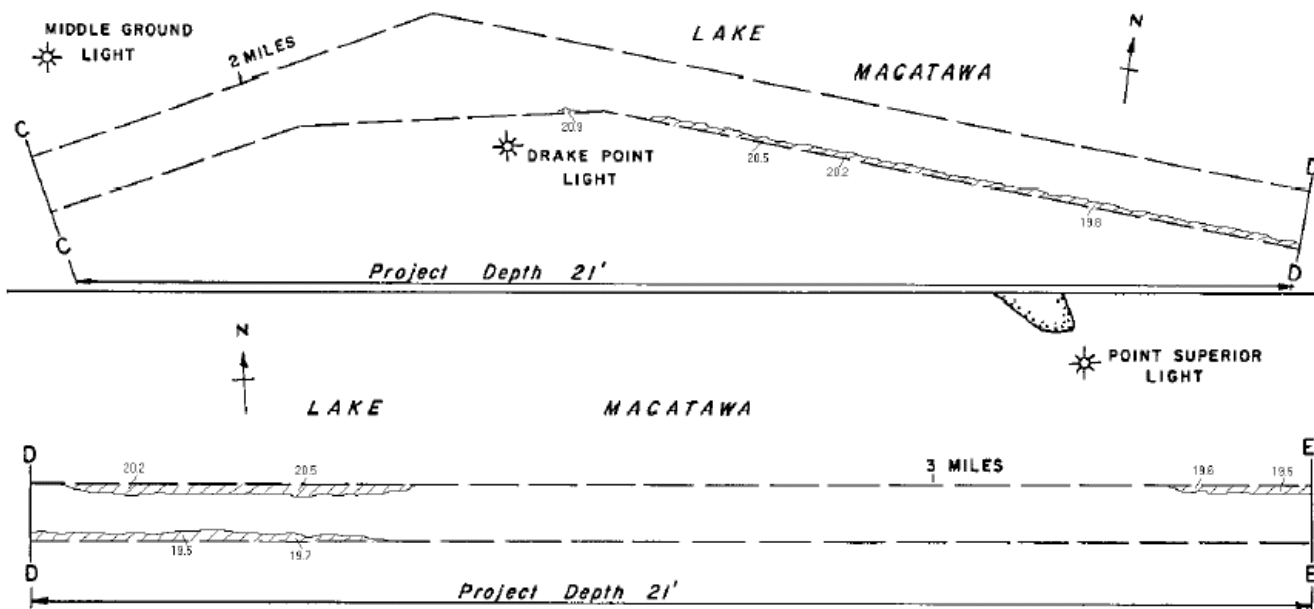 MIDDLE GROUND
LIGHT
2 MILES
LAKE
MACATAWA
N
C
C
20.9
DRAKE POINT
LIGHT
20.5
20.2
19.8
D
D
Project Depth 21'
N
POINT SUPERIOR
LIGHT
LAKE MACATAWA
D
20.2
20.5
3 MILES
19.6
19.5
E
19.5
19.7
D
E
Project Depth 21'